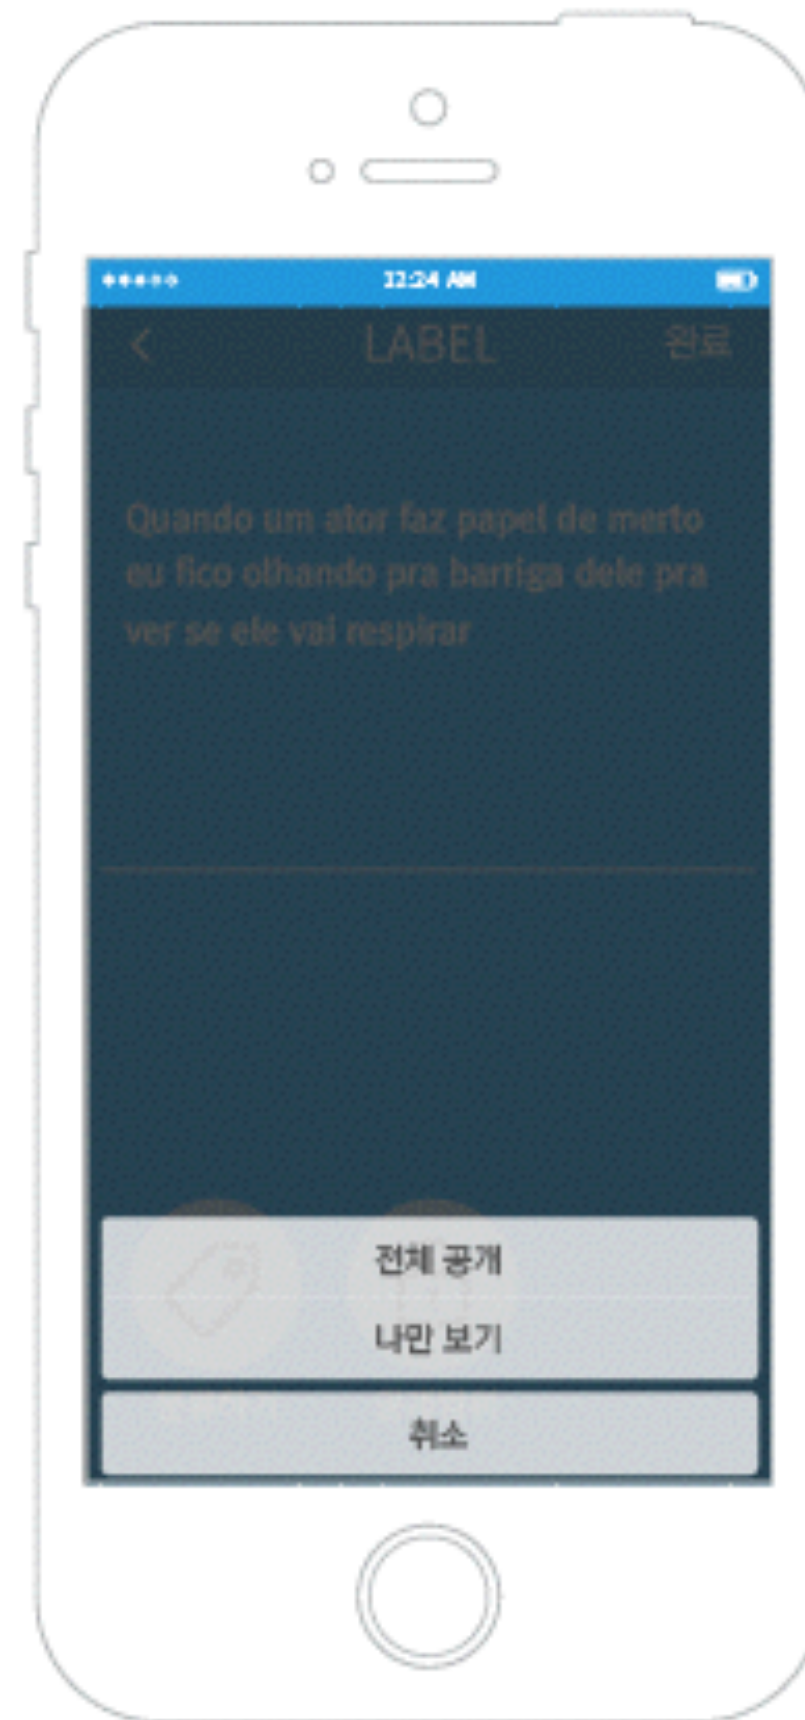 12:24 AM
< LABEL 완료
Quando um ator faz papel de merto
eu fico olhando pra barriga dele pra
ver se ele vai respirar
전체 공개
나만 보기
취소